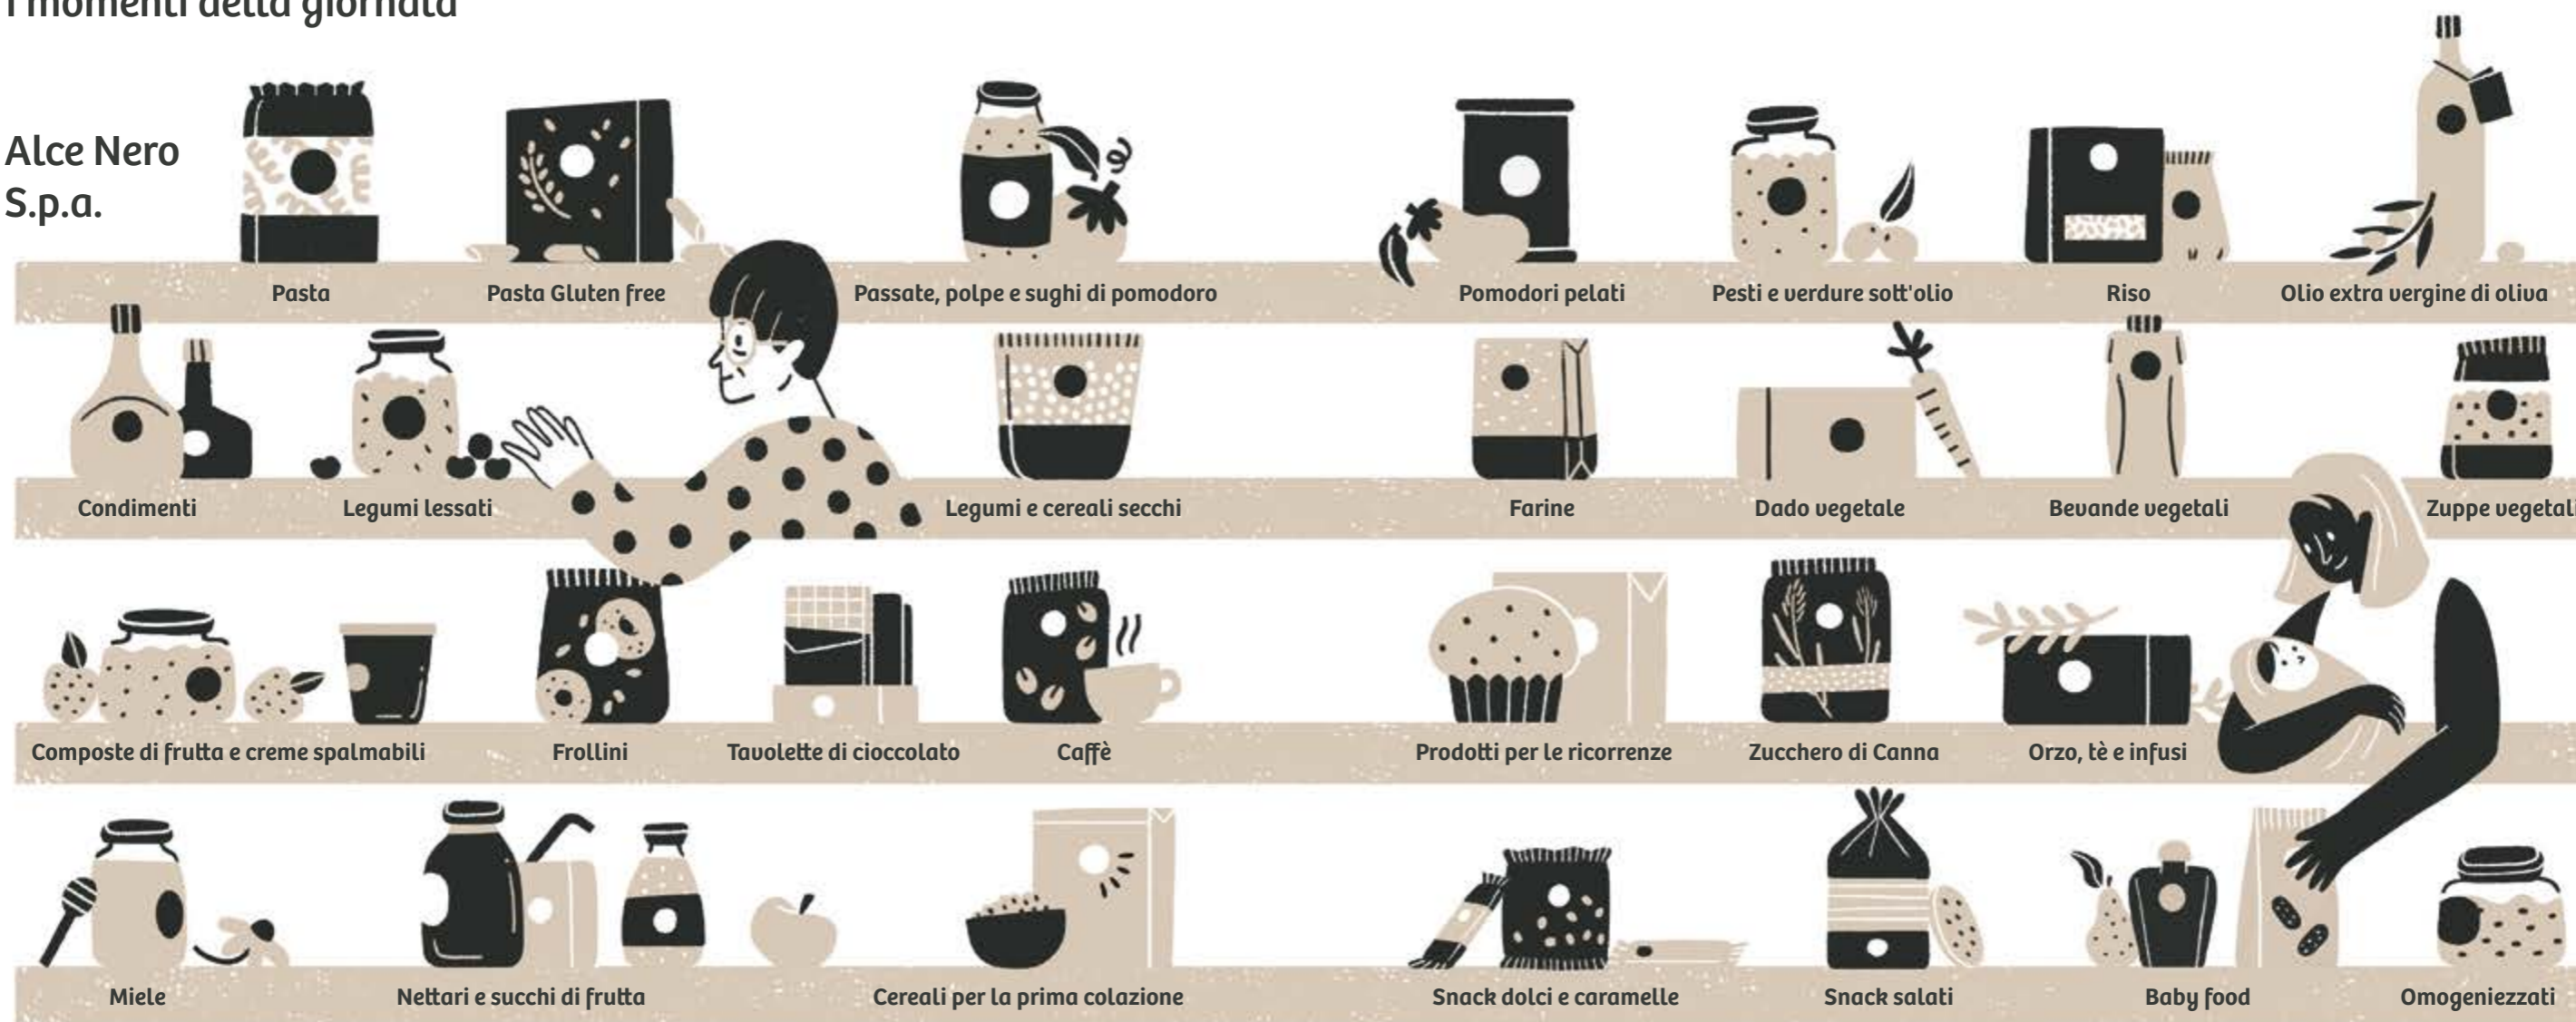 I momenti della giornata
Alce Nero
S.p.a.
Pasta
Pasta Gluten free
Passate, polpe e sughi di pomodoro
Pomodori pelati
Pesti e verdure sott'olio
Riso
Olio extra vergine di oliva
Condimenti
Legumi lessati
Legumi e cereali secchi
Farine
Dado vegetale
Bevande vegetali
Zuppe vegetali
Composte di frutta e creme spalmabili
Frollini
Tavolette di cioccolato
Caffè
Prodotti per le ricorrenze
Zucchero di Canna
Orzo, tè e infusi
Miele
Nettari e succhi di frutta
Cereali per la prima colazione
Snack dolci e caramelle
Snack salati
Baby food
Omogeniezzati